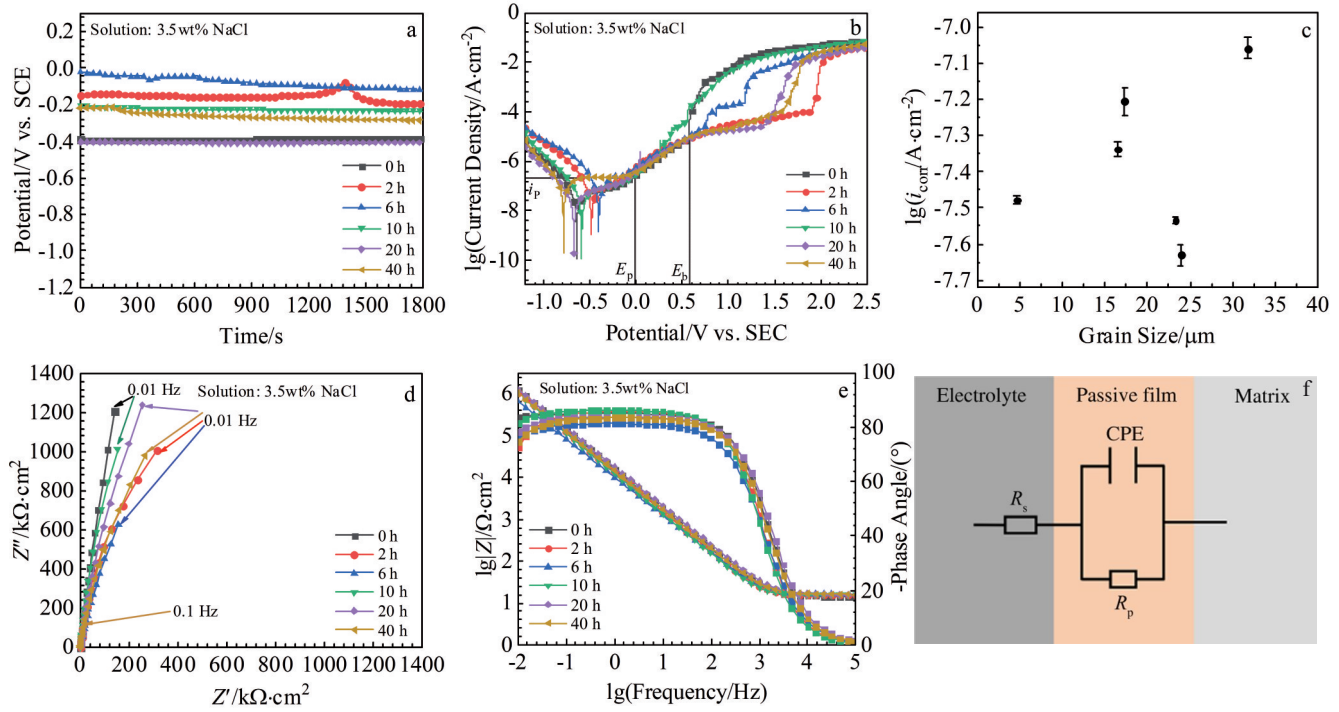 Solution: 3.5wt% NaCl
a
Potential/V vs. SCE
0.2
0.0
-0.2
-0.4
-0.6
-0.8
-1.0
-1.2
0 h
2 h
6 h
10 h
20 h
40 h
0 300 600 900 1200 1500 1800
Time/s
Solution: 3.5wt% NaCl
b
lg(Current Density/A·cm-2)
0
-2
-4
-6
-8
-10
ip
Ep
Eb
0 h
2 h
6 h
10 h
20 h
40 h
-1.0 -0.5 0.0 0.5 1.0 1.5 2.0 2.5
Potential/V vs. SEC
c
lg(icon/A·cm-2)
-7.0
-7.1
-7.2
-7.3
-7.4
-7.5
-7.6
-7.7
0 5 10 15 20 25 30 35 40
Grain Size/μm
d
Solution: 3.5wt% NaCl
0.01 Hz
0.01 Hz
0.1 Hz
Z″/kΩ·cm2
1400
1200
1000
800
600
400
200
0
0 h
2 h
6 h
10 h
20 h
40 h
0 200 400 600 800 1000 1200 1400
Z′/kΩ·cm2
Solution: 3.5wt% NaCl
e
lg|Z|/Ω·cm2
6
5
4
3
2
1
0
0 h
2 h
6 h
10 h
20 h
40 h
-2 -1 0 1 2 3 4 5
lg(Frequency/Hz)
100
80
60
40
20
0
-Phase Angle/(°)
Electrolyte
Passive film
Matrix
f
CPE
Rs
Rp